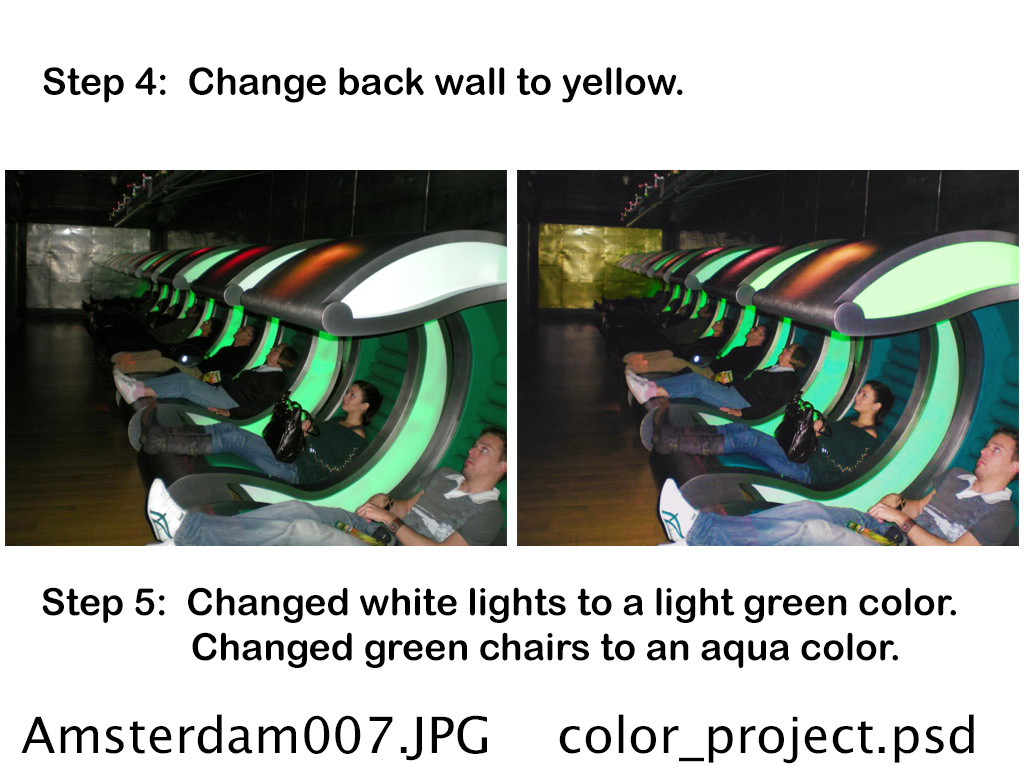 Step 4:  Change back wall to yellow.
Step 5:  Changed white lights to a light green color.
Changed green chairs to an aqua color.
Amsterdam007.JPG
color_project.psd